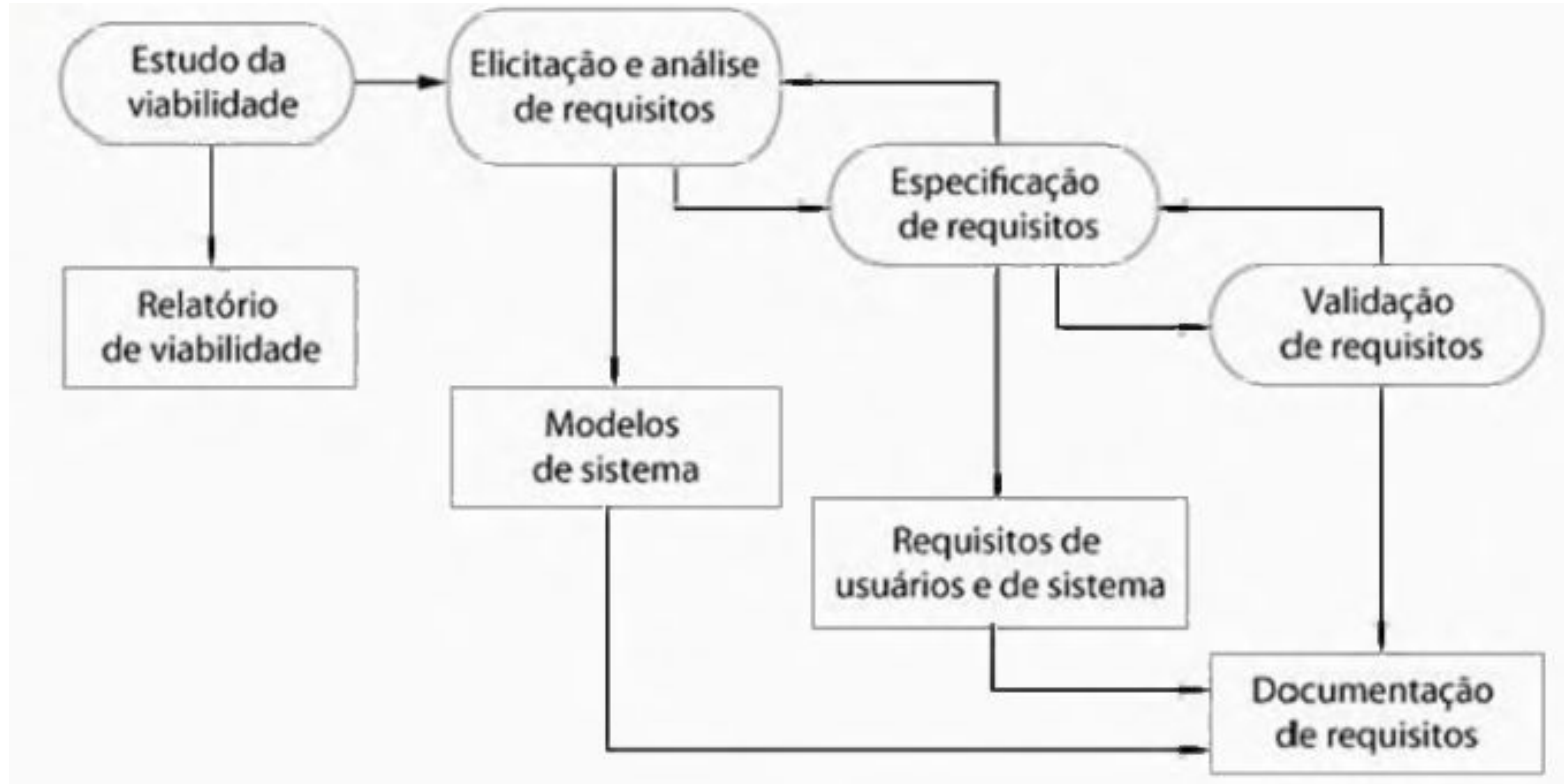 Estudo da
viabilidade
Elicitação e análise
de requisitos
Especificação
de requisitos
Validação
de requisitos
Relatório
de viabilidade
Modelos
de sistema
Requisitos de
usuários e de sistema
Documentação
de requisitos